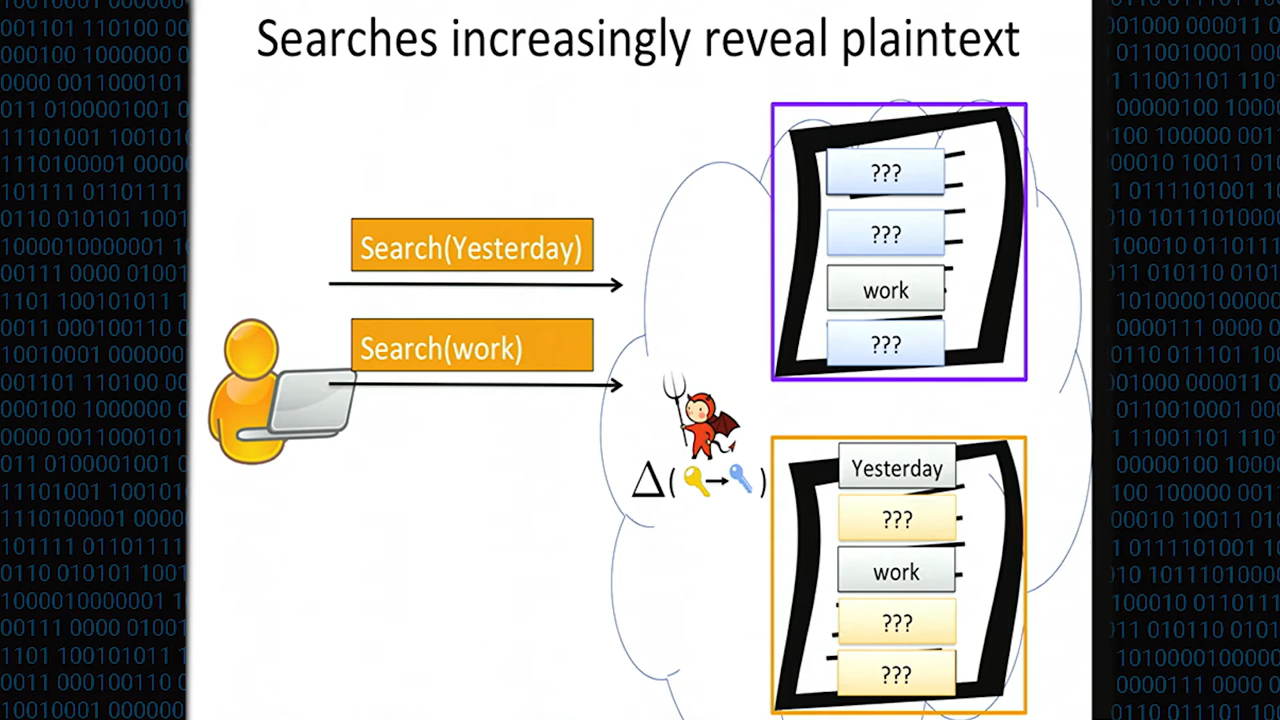 Searches increasingly reveal plaintext
Search(Yesterday)
Search(work)
???
???
work
???
Δ( → )
Yesterday
???
work
???
???